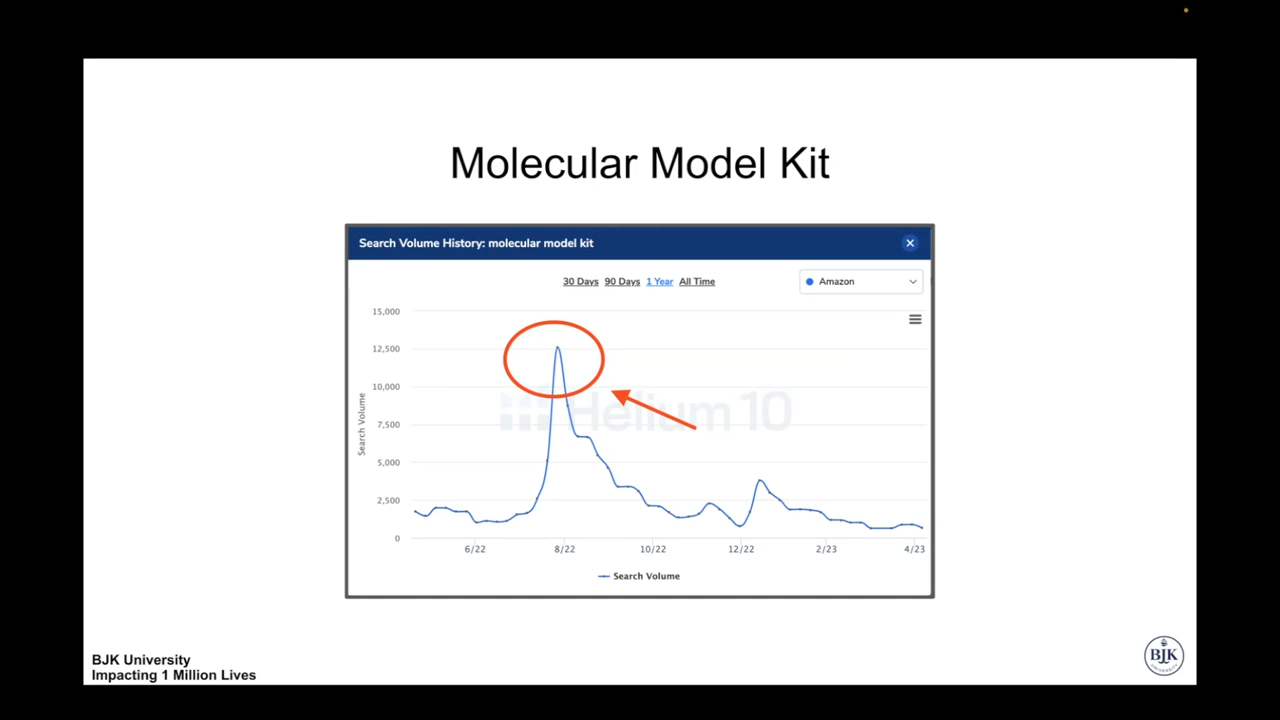 Molecular Model Kit
Search Volume History: molecular model kit
30 Days 90 Days 1 Year All Time
Amazon
15,000
12,500
10,000
7,500
5,000
2,500
0
Search Volume
Helium 10
6/22 8/22 10/22 12/22 2/23 4/23
Search Volume
BJK University
Impacting 1 Million Lives
BJK
UNIVERSITY